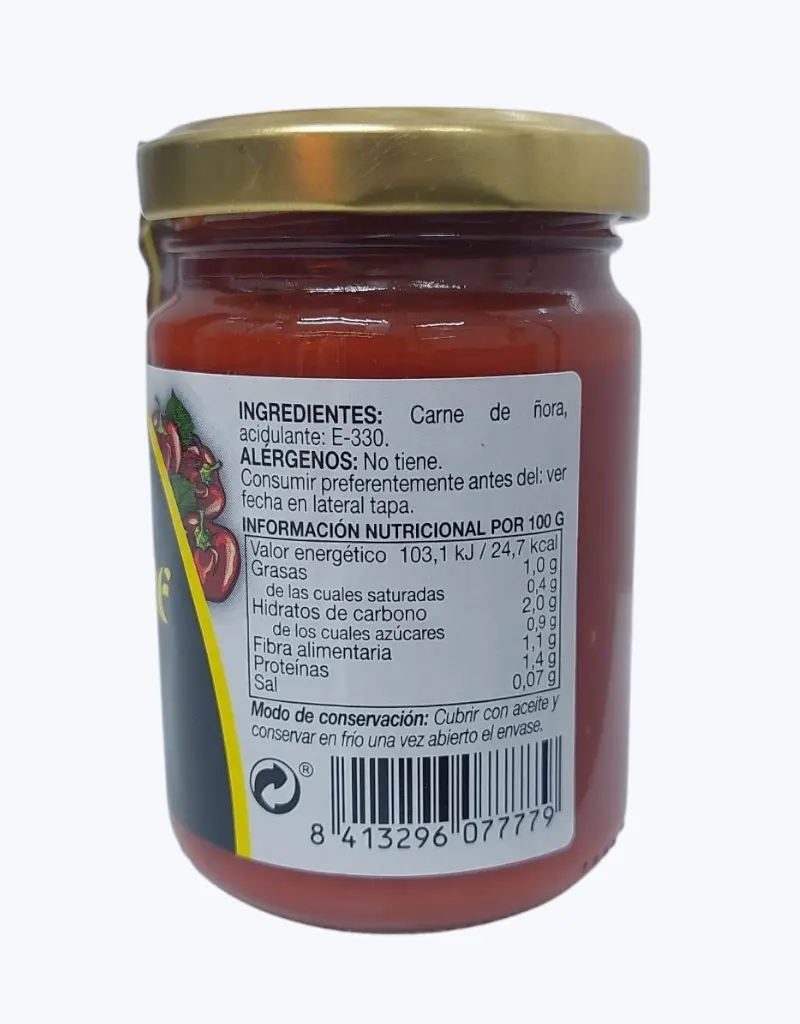 INGREDIENTES: Carne de ñora,
acidulante: E-330.
ALÉRGENOS: No tiene.
Consumir preferentemente antes del: ver
fecha en lateral tapa.
INFORMACIÓN NUTRICIONAL POR 100 G
Valor energético 103,1 kJ / 24,7 kcal
Grasas 1,0 g
de las cuales saturadas 0,4 g
Hidratos de carbono 2,0 g
de los cuales azúcares 0,9 g
Fibra alimentaria 1,1 g
Proteínas 1,4 g
Sal 0,07 g
Modo de conservación: Cubrir con aceite y
conservar en frío una vez abierto el envase.
®
8 413296 077779